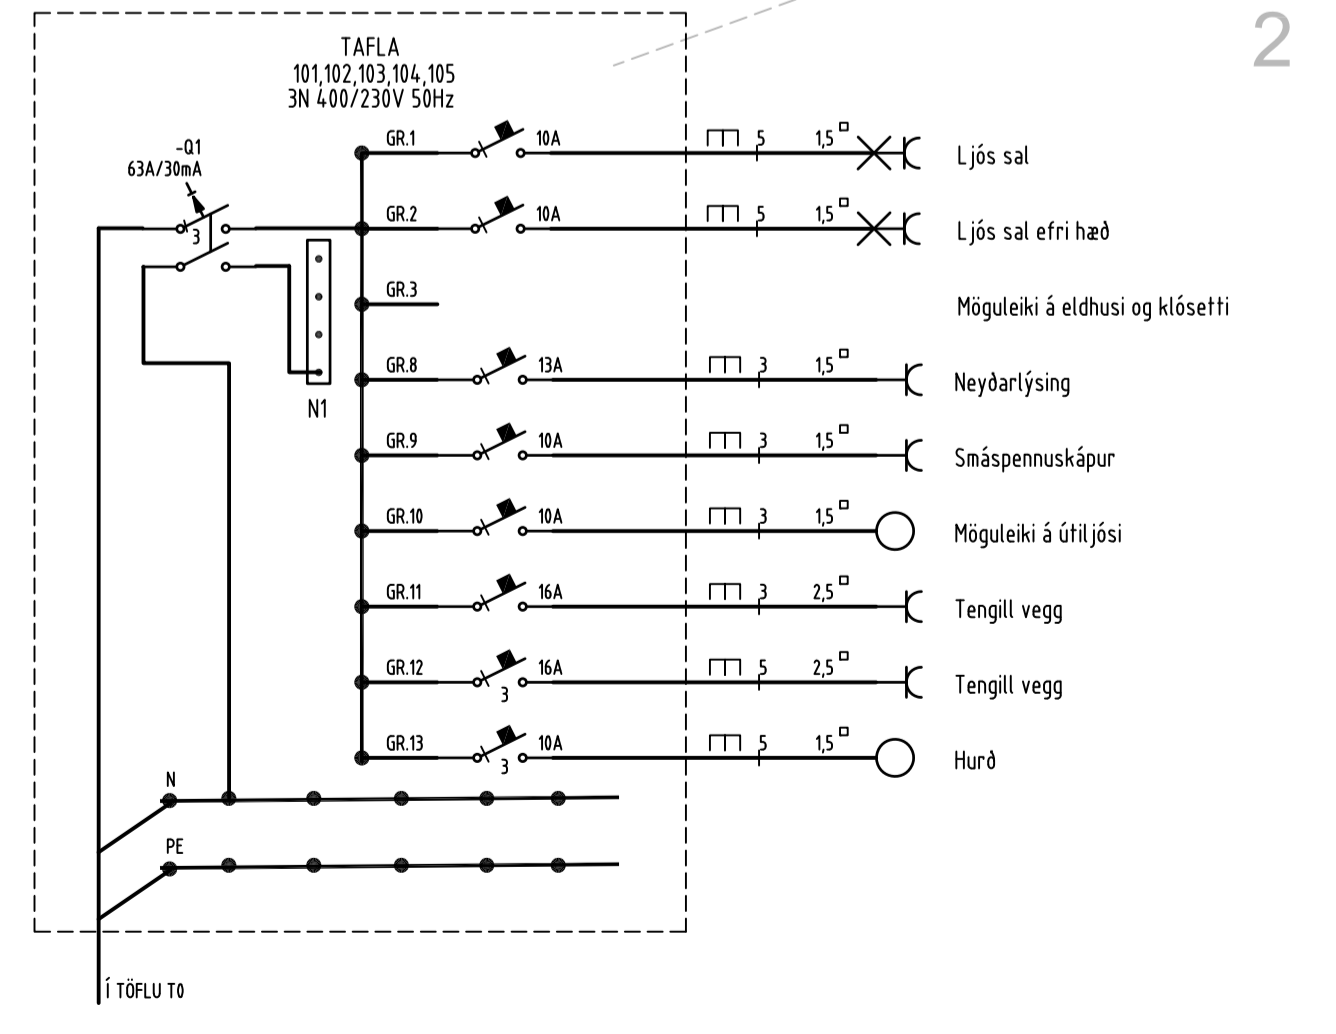 2
TAFLA
101,102,103,104,105
3N 400/230V 50Hz
-Q1
63A/30mA
3
N1
GR.1 10A 5 1,5 Ljós sal
GR.2 10A 5 1,5 Ljós sal efri hæð
GR.3 Möguleiki á eldhusi og klósetti
GR.8 13A 3 1,5 Neyðarlýsing
GR.9 10A 3 1,5 Smáspennuskápur
GR.10 10A 3 1,5 Möguleiki á útiljósi
GR.11 16A 3 2,5 Tengill vegg
GR.12 16A 5 2,5 Tengill vegg
3
GR.13 10A 5 1,5 Hurð
3
N
PE
Í TÖFLU T0